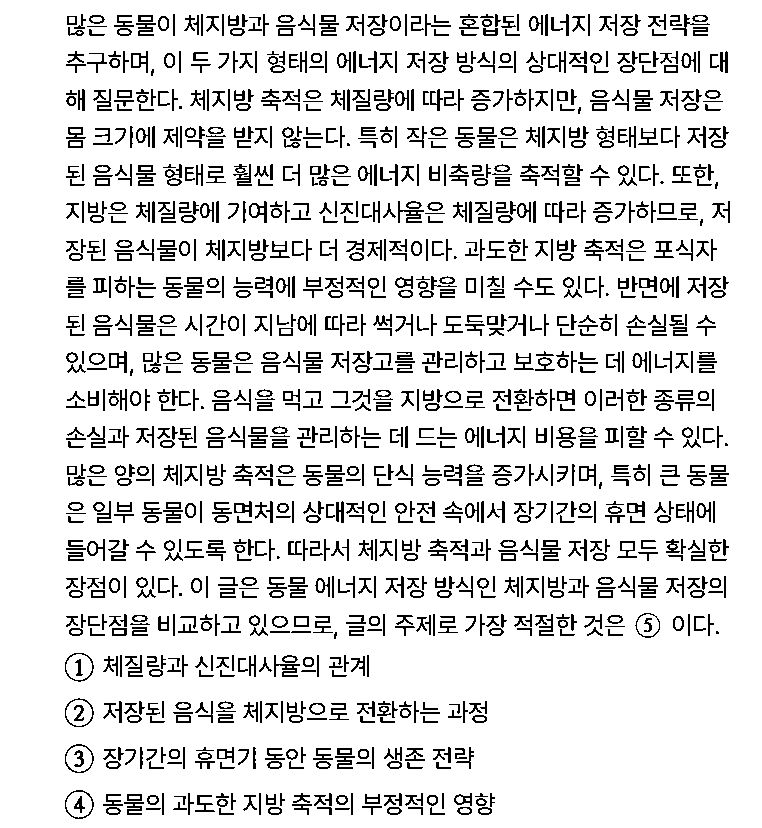 많은 동물이 체지방과 음식물 저장이라는 혼합된 에너지 저장 전략을
추구하며, 이 두 가지 형태의 에너지 저장 방식의 상대적인 장단점에 대
해 질문한다. 체지방 축적은 체질량에 따라 증가하지만, 음식물 저장은
몸 크기에 제약을 받지 않는다. 특히 작은 동물은 체지방 형태보다 저장
된 음식물 형태로 훨씬 더 많은 에너지 비축량을 축적할 수 있다. 또한,
지방은 체질량에 기여하고 신진대사율은 체질량에 따라 증가하므로, 저
장된 음식물이 체지방보다 더 경제적이다. 과도한 지방 축적은 포식자
를 피하는 동물의 능력에 부정적인 영향을 미칠 수도 있다. 반면에 저장
된 음식물은 시간이 지남에 따라 썩거나 도둑맞거나 단순히 손실될 수
있으며, 많은 동물은 음식물 저장고를 관리하고 보호하는 데 에너지를
소비해야 한다. 음식을 먹고 그것을 지방으로 전환하면 이러한 종류의
손실과 저장된 음식물을 관리하는 데 드는 에너지 비용을 피할 수 있다.
많은 양의 체지방 축적은 동물의 단식 능력을 증가시키며, 특히 큰 동물
은 일부 동물이 동면처의 상대적인 안전 속에서 장기간의 휴면 상태에
들어갈 수 있도록 한다. 따라서 체지방 축적과 음식물 저장 모두 확실한
장점이 있다. 이 글은 동물 에너지 저장 방식인 체지방과 음식물 저장의
장단점을 비교하고 있으므로, 글의 주제로 가장 적절한 것은 ⑤ 이다.
① 체질량과 신진대사율의 관계
② 저장된 음식을 체지방으로 전환하는 과정
③ 장기간의 휴면기 동안 동물의 생존 전략
④ 동물의 과도한 지방 축적의 부정적인 영향